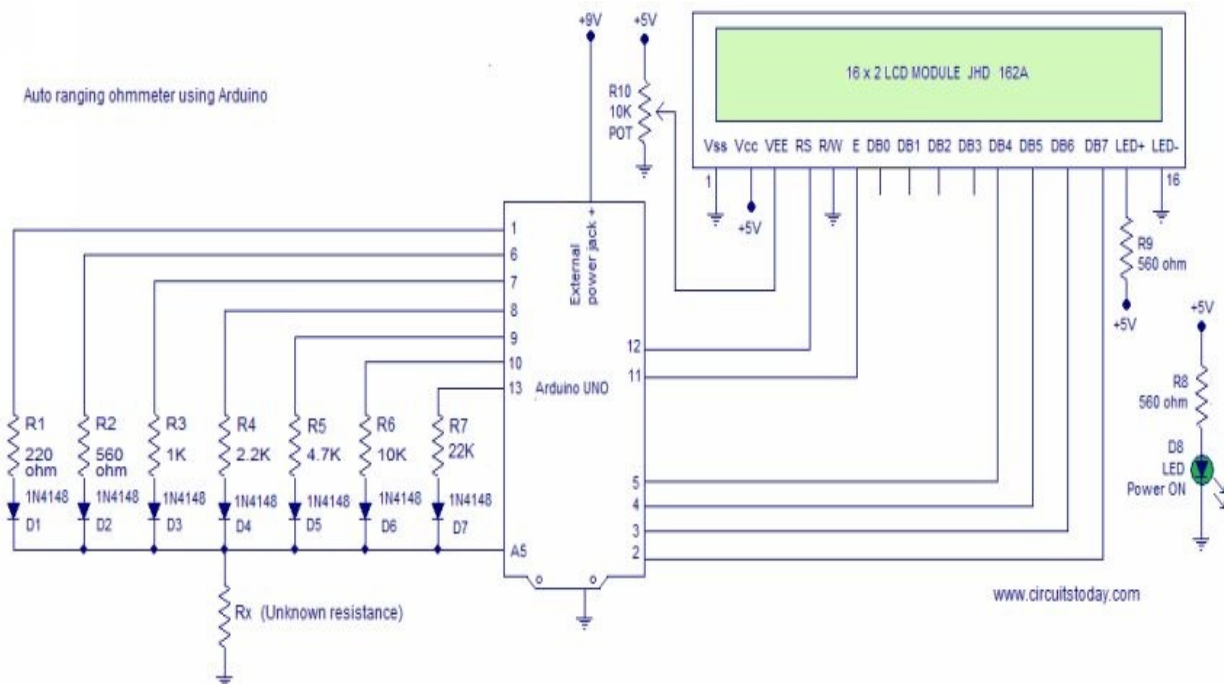 Auto ranging ohmmeter using Arduino
+9V
+5V
R10
10K
POT
16 x 2 LCD MODULE JHD 162A
Vss Vcc VEE RS R/W E DB0 DB1 DB2 DB3 DB4 DB5 DB6 DB7 LED+ LED-
1
16
+5V
R9
560 ohm
+5V
+5V
R8
560 ohm
D8
LED
Power ON
External
power jack +
Arduino UNO
1
6
7
8
9
10
13
A5
12
11
5
4
3
2
R1
220
ohm
R2
560
ohm
R3
1K
R4
2.2K
R5
4.7K
R6
10K
R7
22K
1N4148
D1
1N4148
D2
1N4148
D3
1N4148
D4
1N4148
D5
1N4148
D6
1N4148
D7
Rx (Unknown resistance)
www.circuitstoday.com